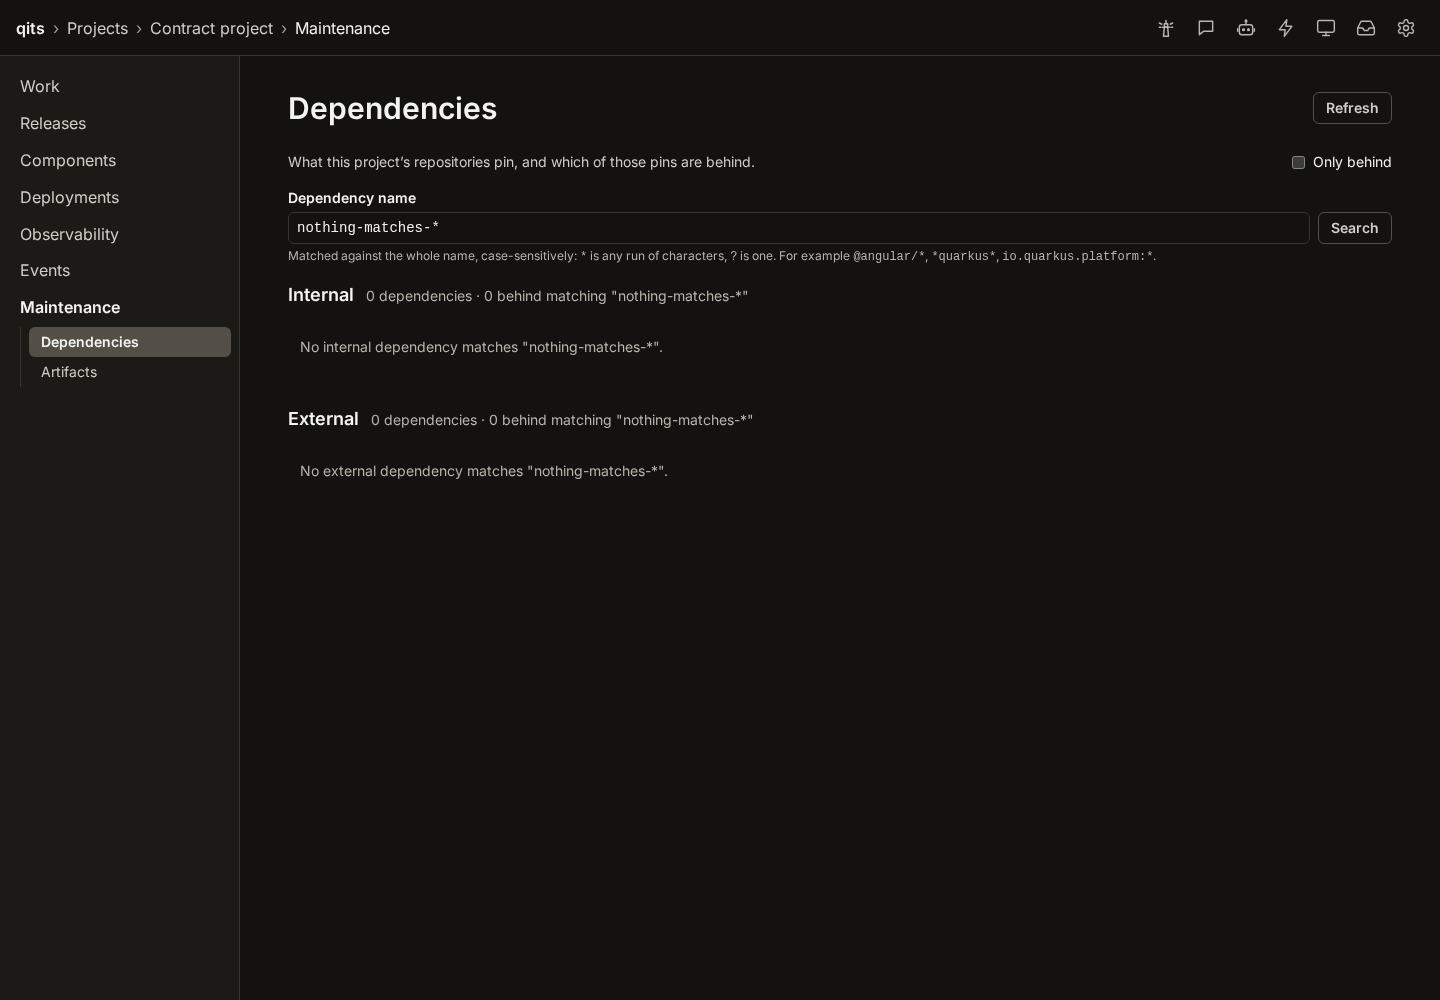 qits › Projects › Contract project › Maintenance
Work
Releases
Components
Deployments
Observability
Events
Maintenance
Dependencies
Artifacts
Dependencies
Refresh
What this project's repositories pin, and which of those pins are behind.
Only behind
Dependency name
nothing-matches-*
Search
Matched against the whole name, case-sensitively: * is any run of characters, ? is one. For example @angular/*, *quarkus*, io.quarkus.platform:*.
Internal 0 dependencies · 0 behind matching "nothing-matches-*"
No internal dependency matches "nothing-matches-*".
External 0 dependencies · 0 behind matching "nothing-matches-*"
No external dependency matches "nothing-matches-*".